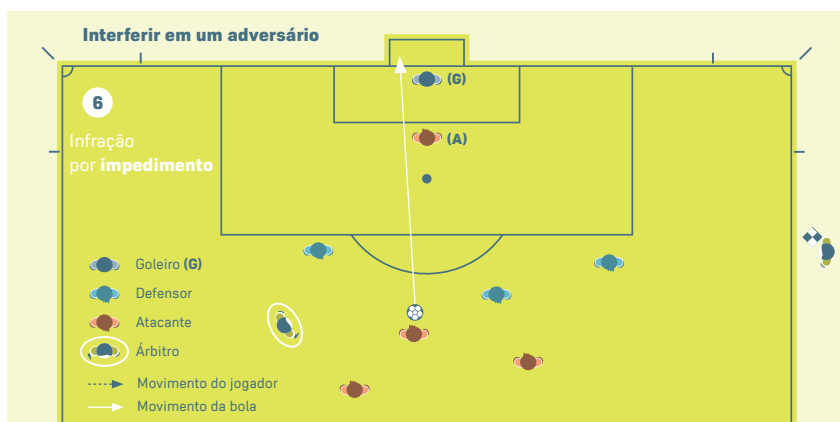 Interferir em um adversário
(G)
6
(A)
Infração
por impedimento
Goleiro (G)
Defensor
Atacante
Árbitro
Movimento do jogador
Movimento da bola